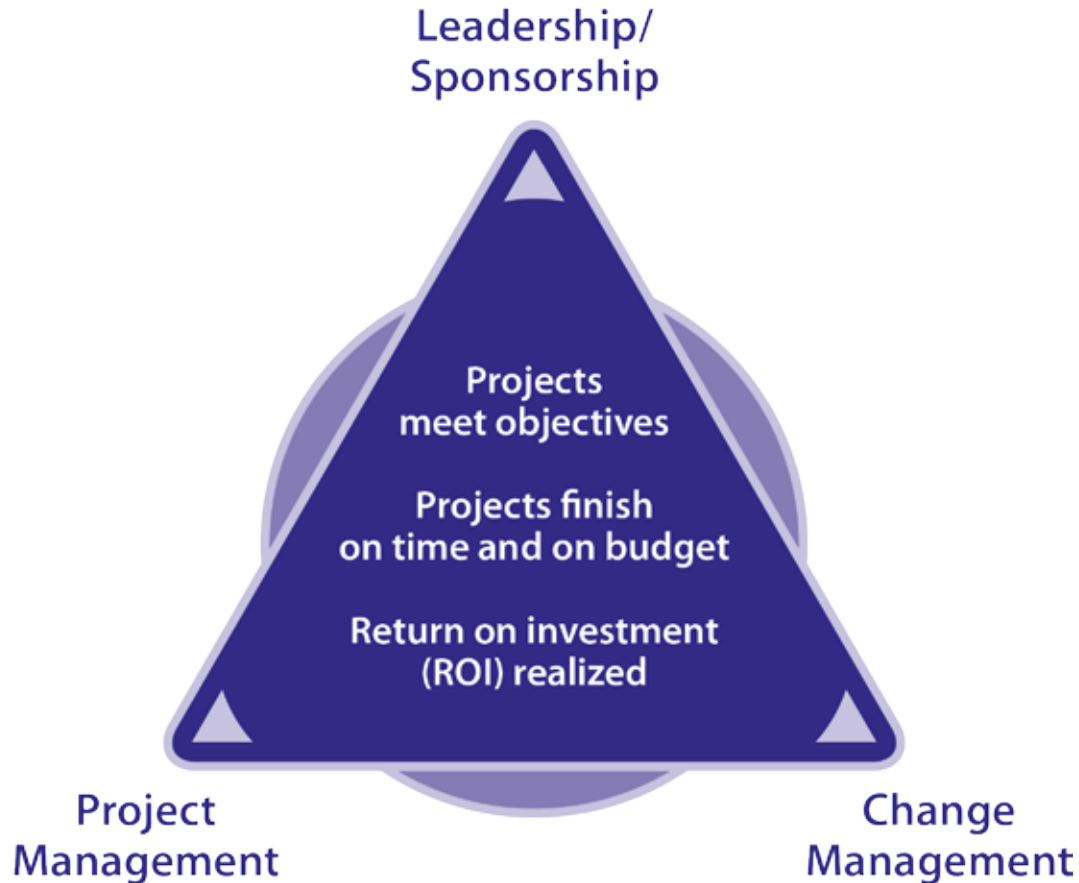 Leadership/
Sponsorship
Projects
meet objectives
Projects finish
on time and on budget
Return on investment
(ROI) realized
Project
Management
Change
Management